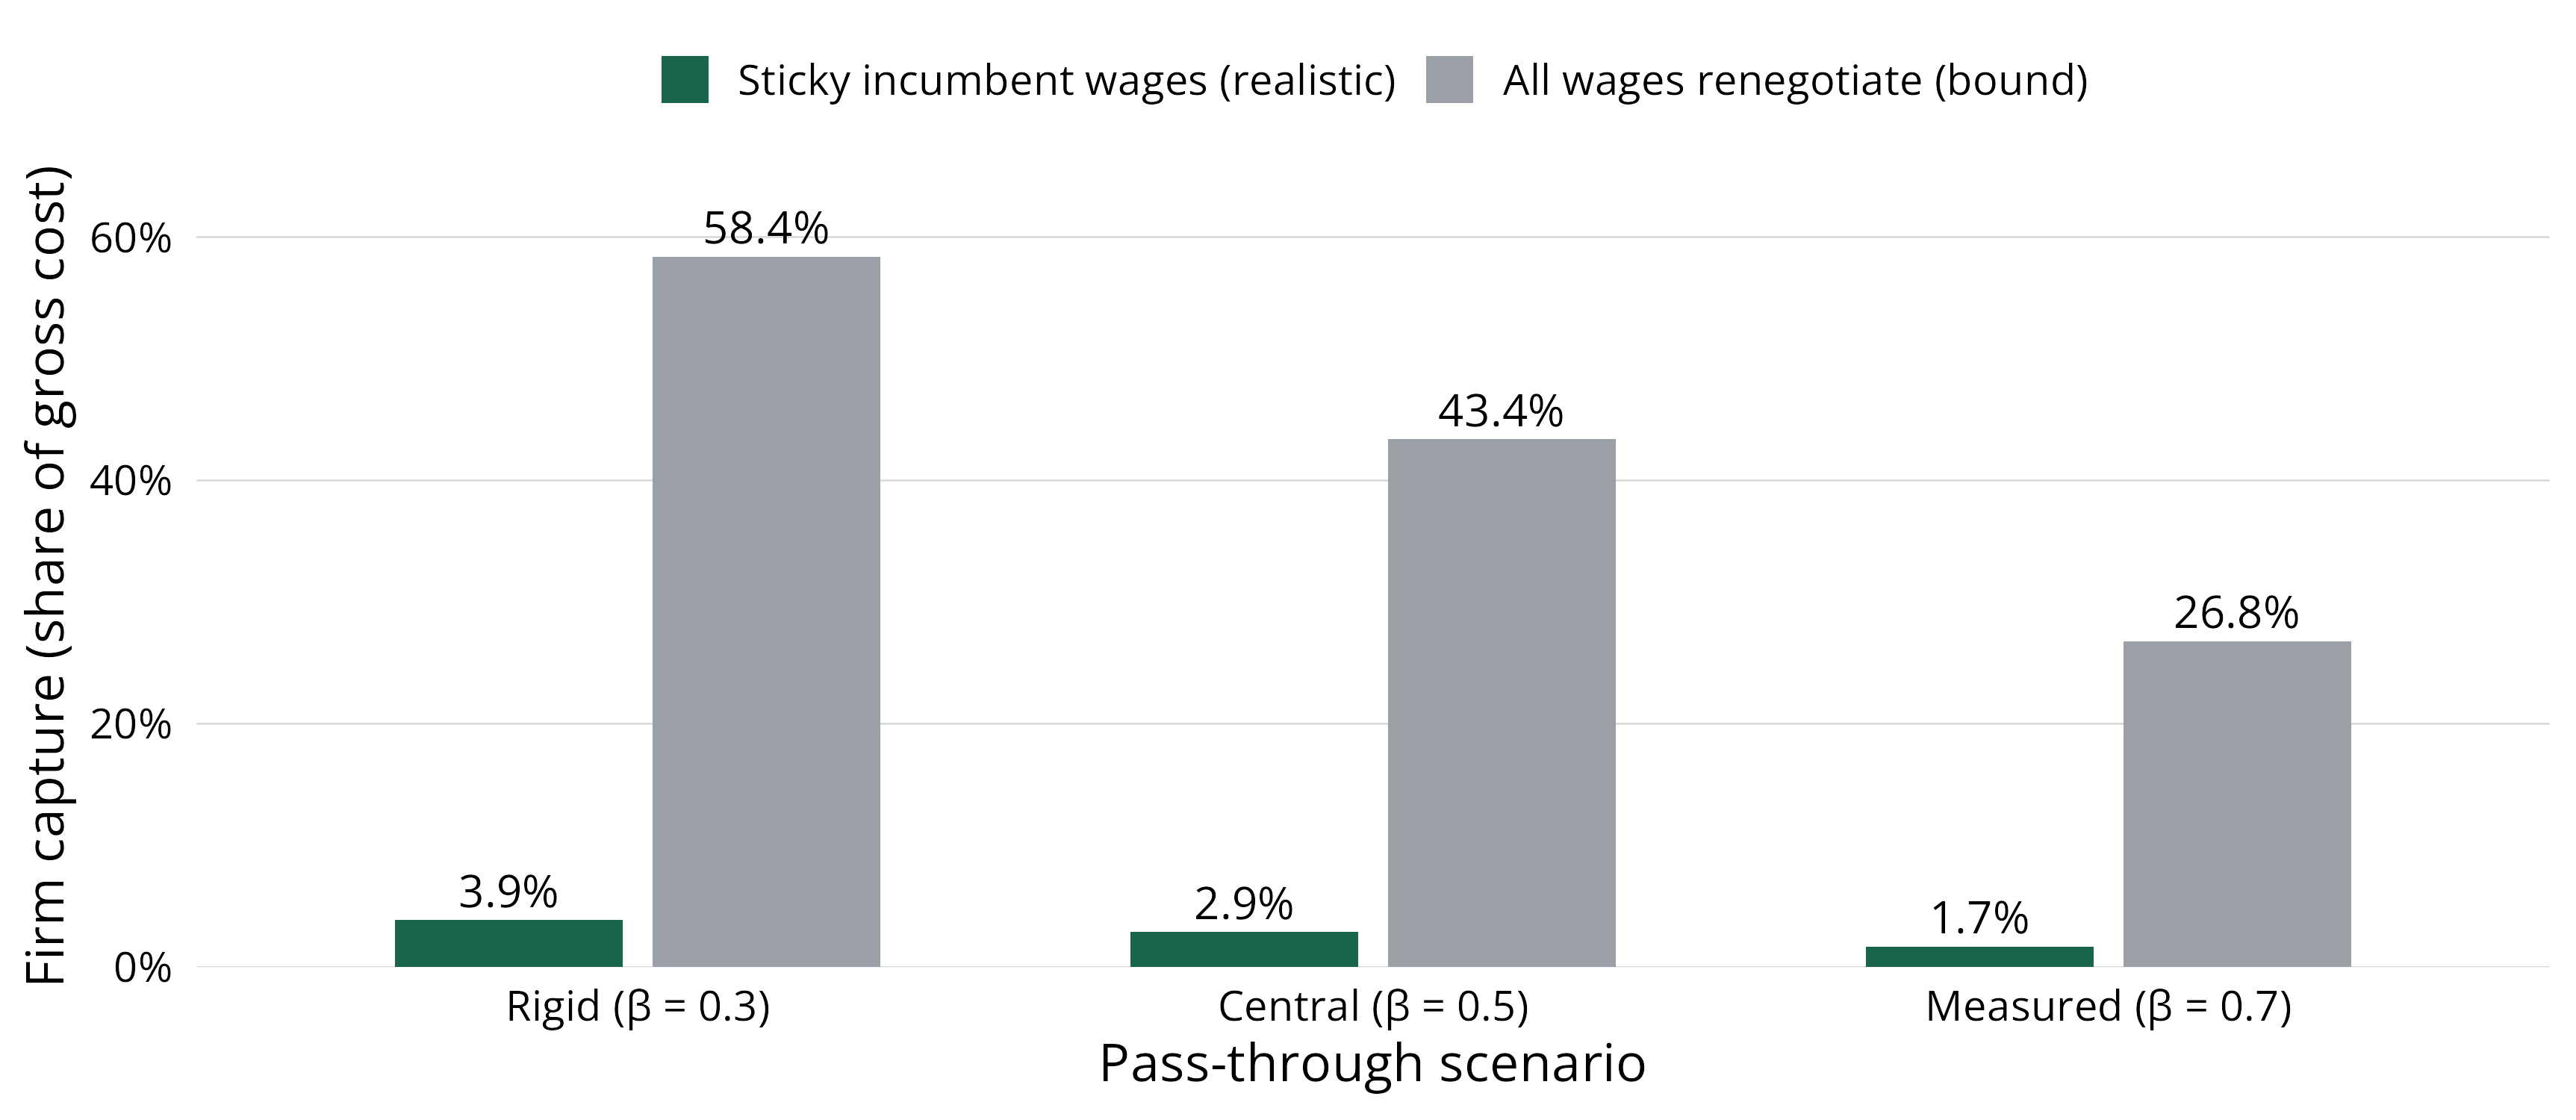 Sticky incumbent wages (realistic) All wages renegotiate (bound)
Firm capture (share of gross cost)
60%
40%
20%
0%
58.4%
43.4%
26.8%
3.9%
2.9%
1.7%
Rigid (β = 0.3) Central (β = 0.5) Measured (β = 0.7)
Pass-through scenario